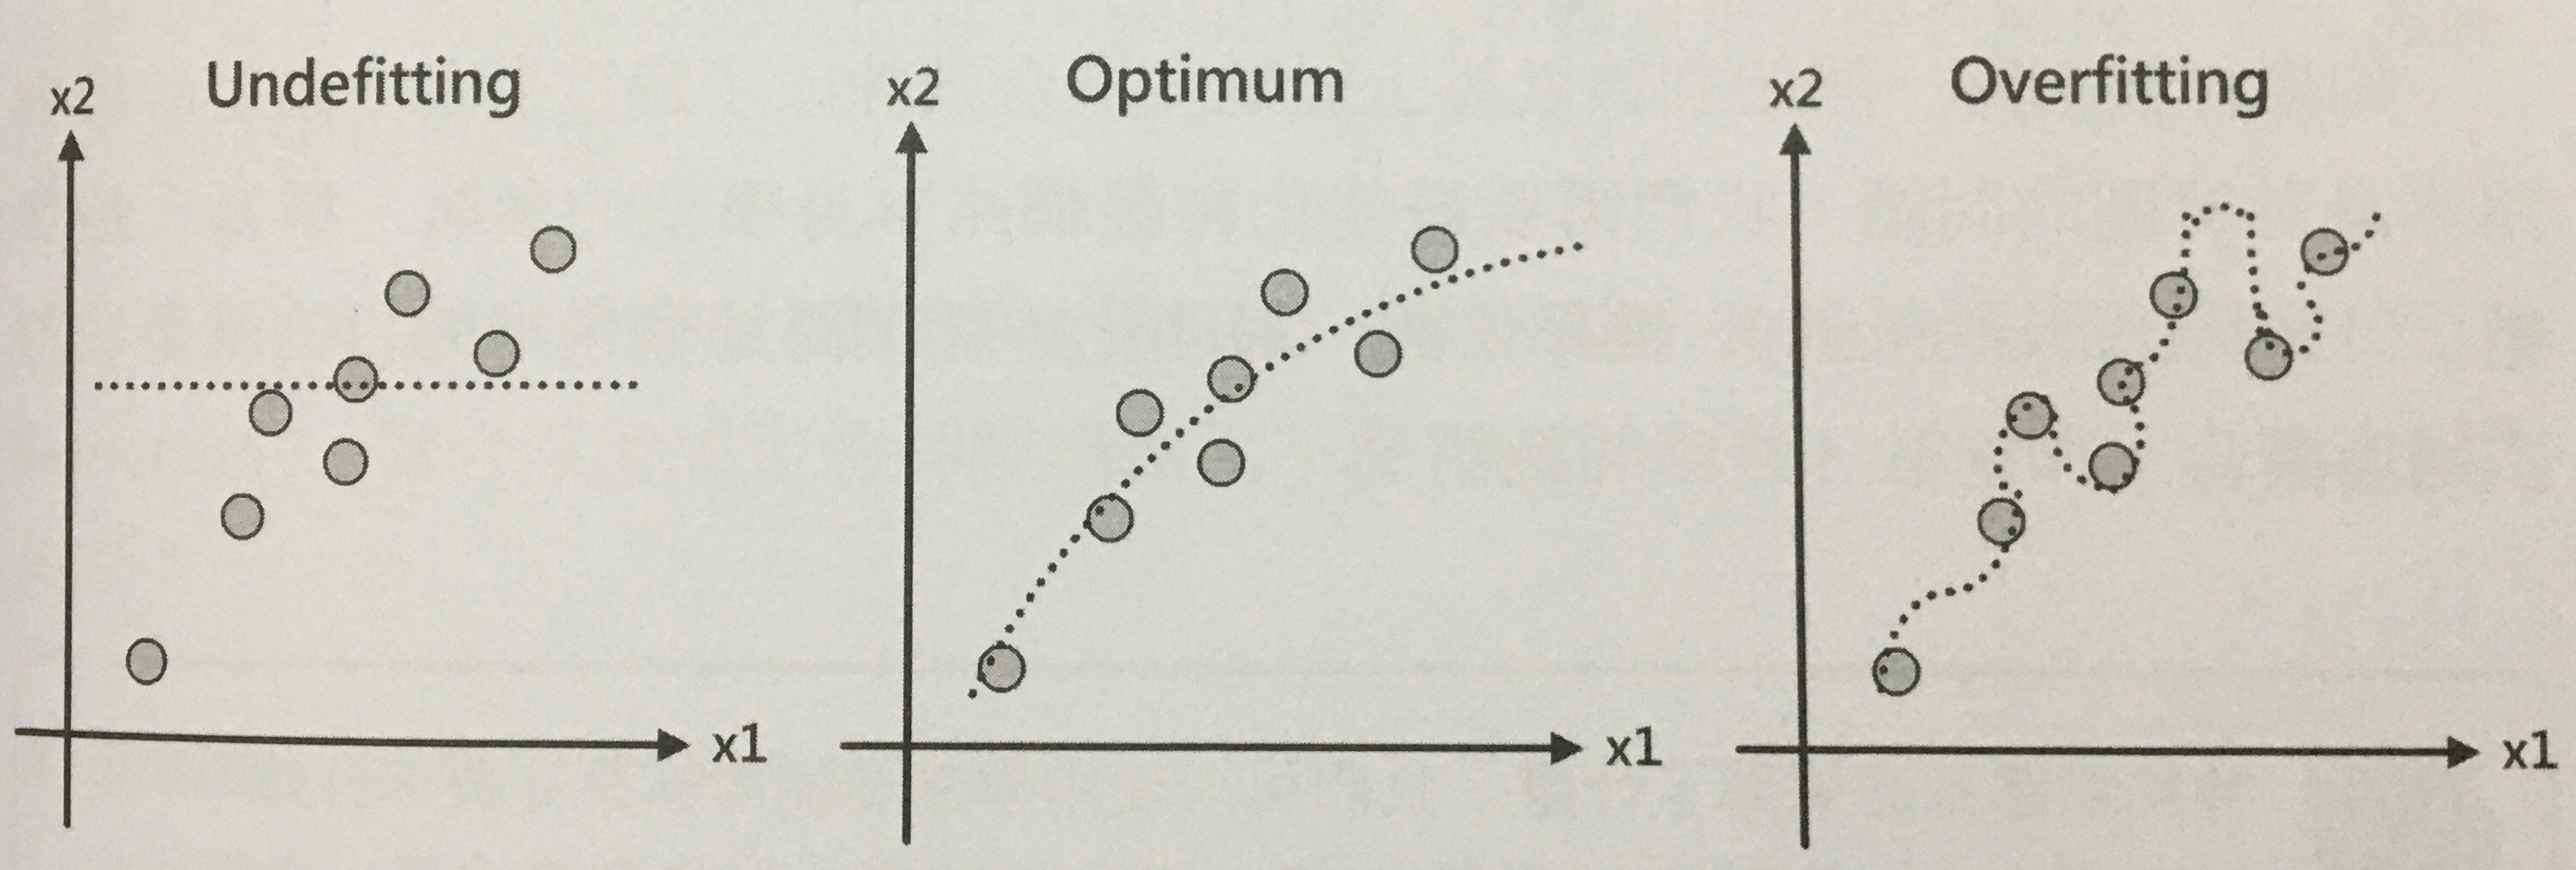 Undefitting
x2
x1
Optimum
x2
x1
Overfitting
x2
x1